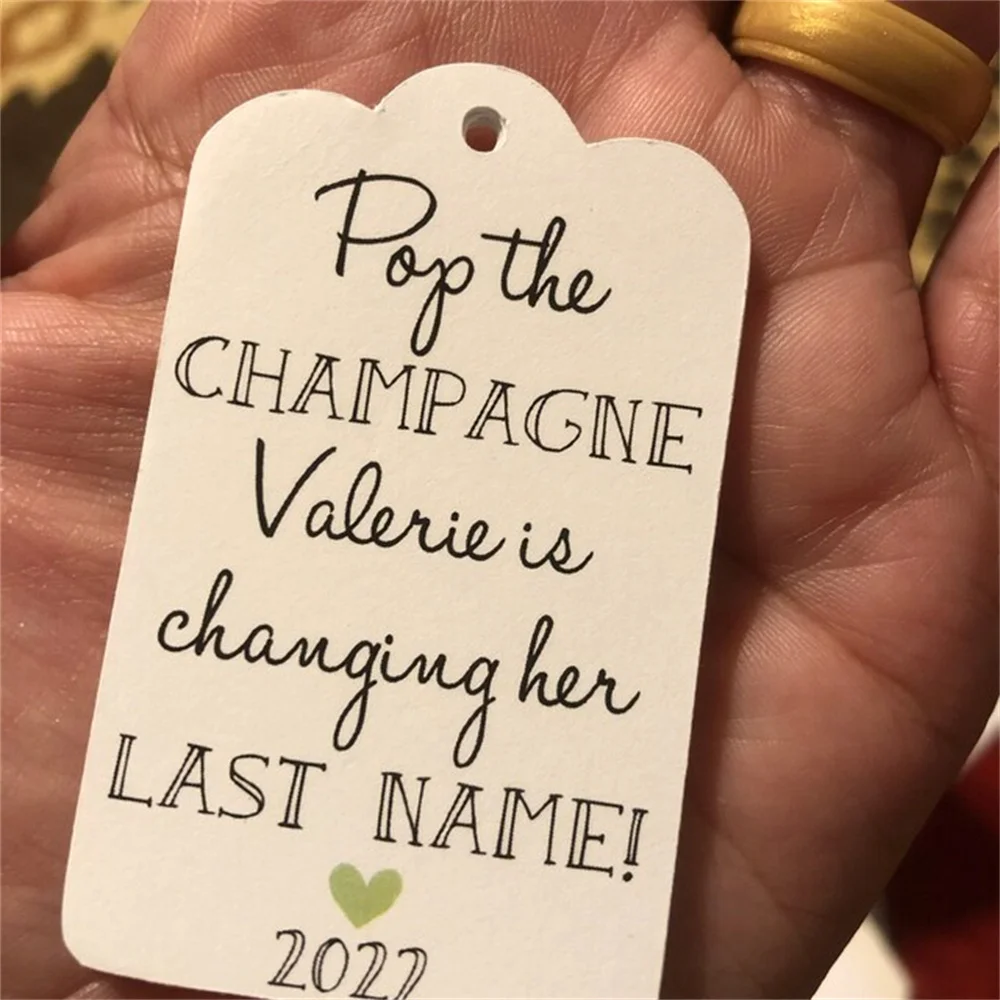 Pop the
CHAMPAGNE
Valerie is
changing her
LAST NAME!
2022